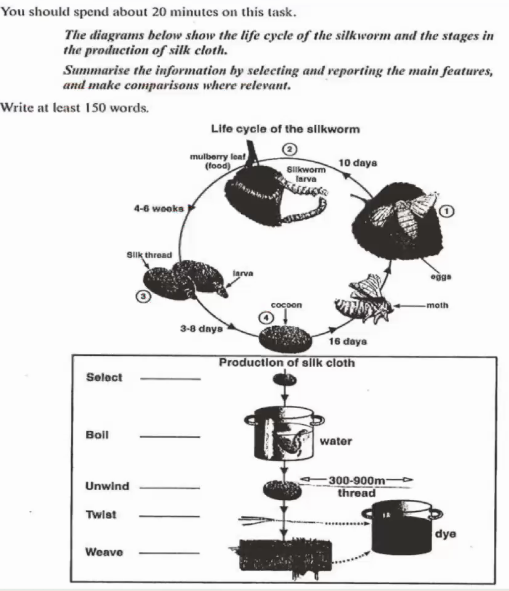 You should spend about 20 minutes on this task.
The diagrams below show the life cycle of the silkworm and the stages in
the production of silk cloth.
Summarise the information by selecting and reporting the main features,
and make comparisons where relevant.
Write at least 150 words.
Life cycle of the silkworm
2
mulberry leaf
(food)
Silkworm
larva
10 days
1
4-6 weeks
eggs
Silk thread
larva
3
moth
cocoon
4
3-8 days
16 days
Production of silk cloth
Select
Boil
water
Unwind
300-900m
thread
Twist
dye
Weave